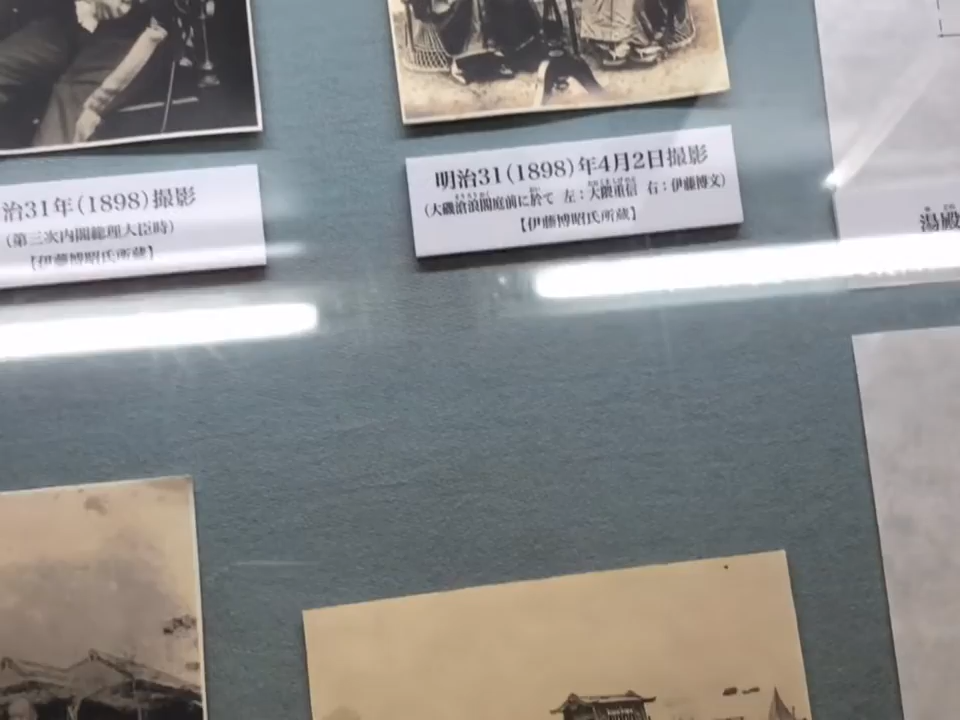 治31年(1898)撮影
(第三次内閣総理大臣時)
【伊藤博昭氏所蔵】
明治31(1898)年4月2日撮影
(大磯滄浪閣庭前に於て 左：大隈重信 右：伊藤博文)
【伊藤博昭氏所蔵】
湯殿